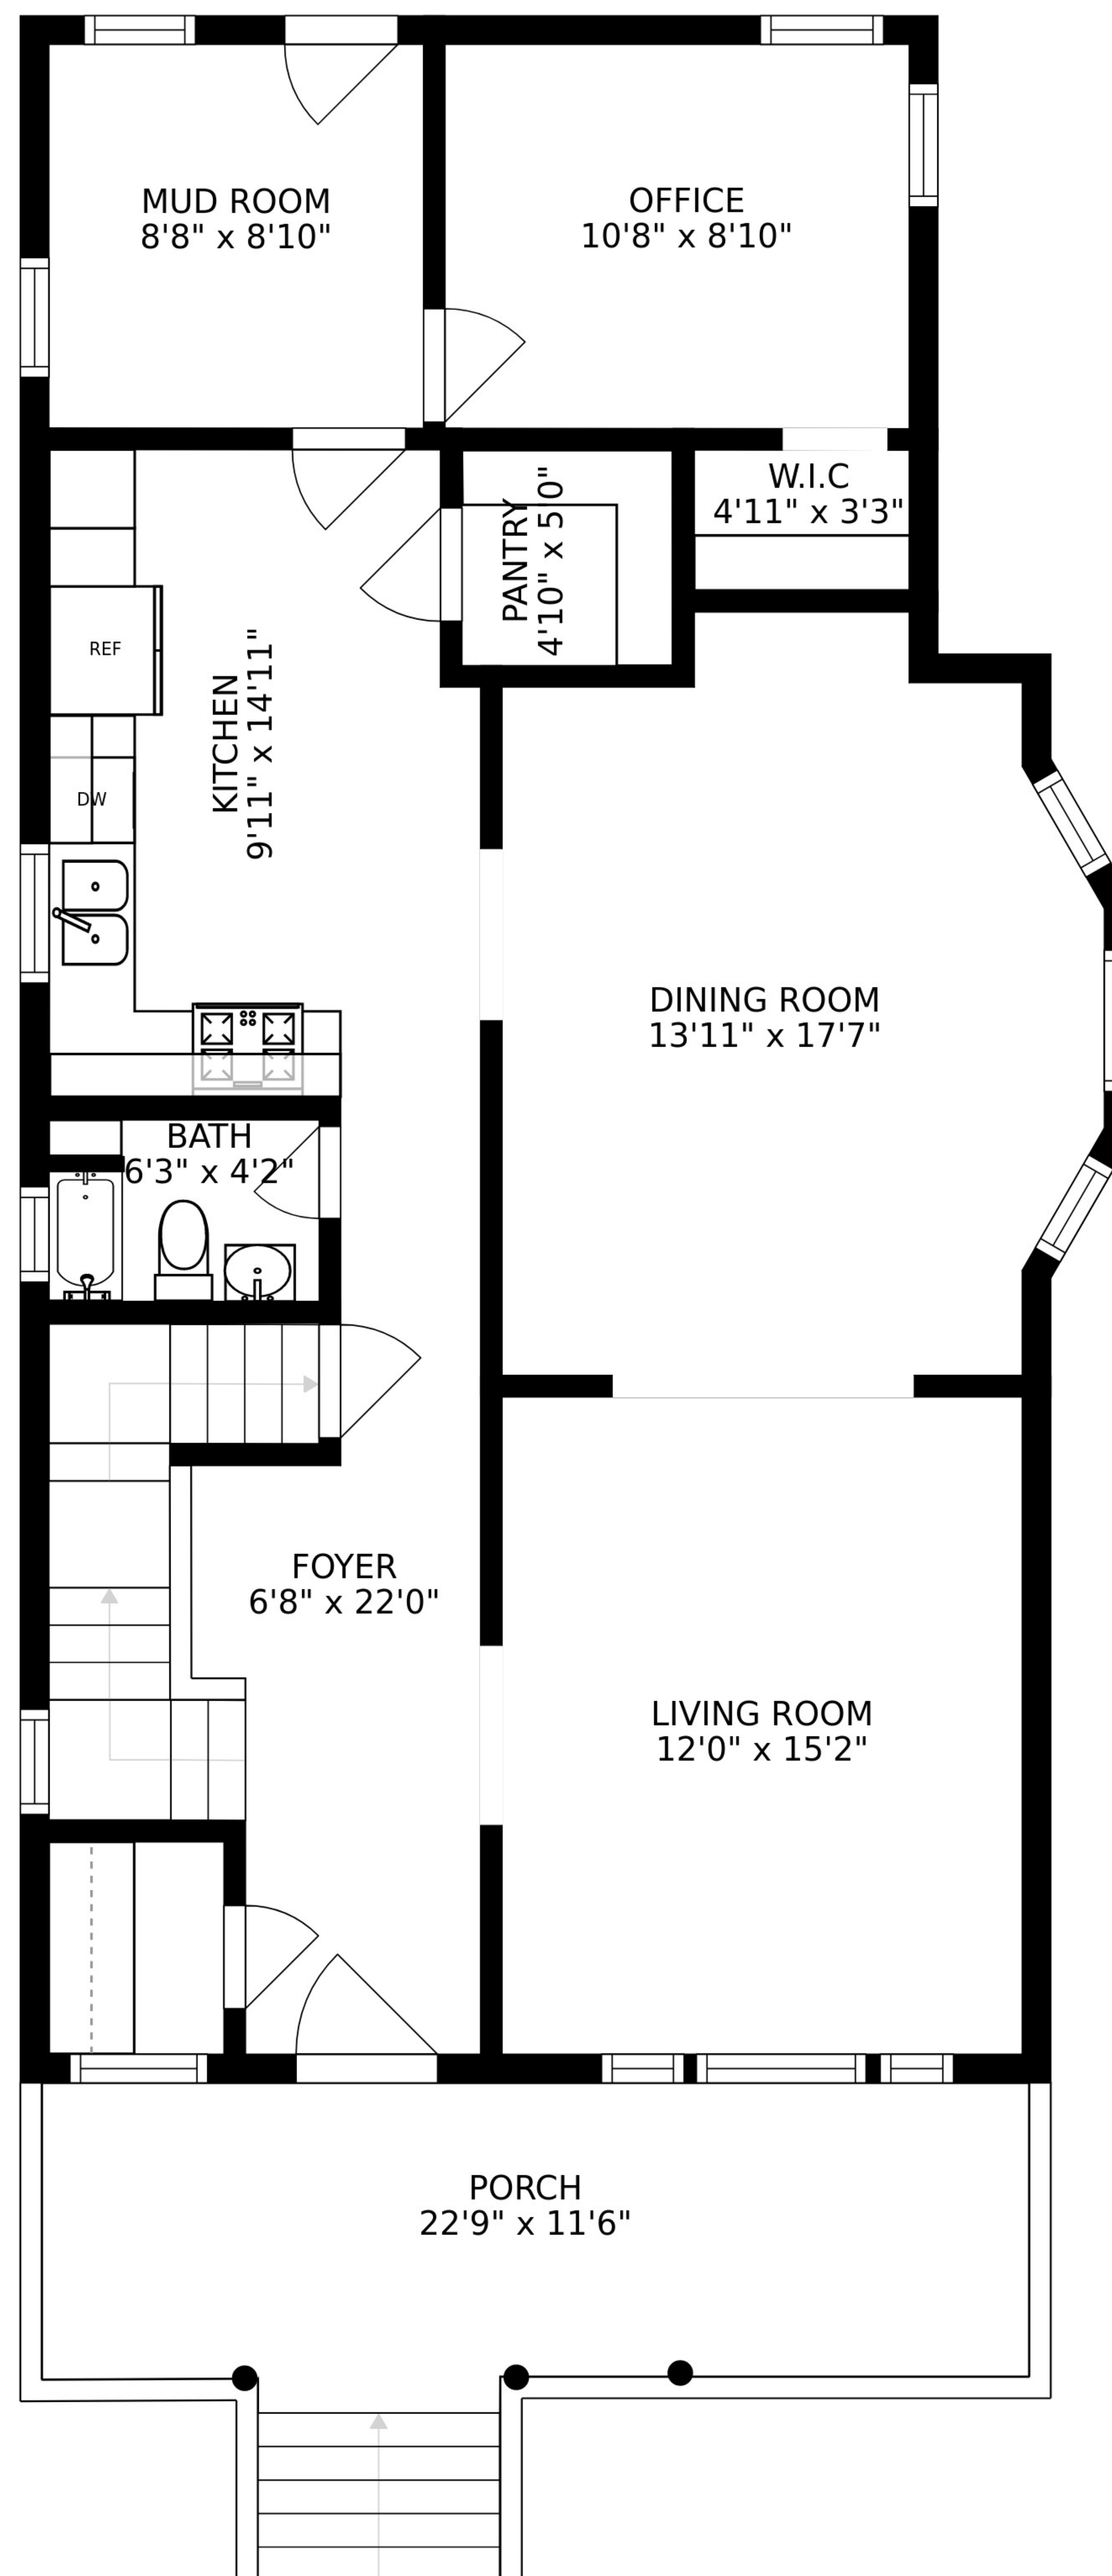 MUD ROOM
8'8" x 8'10"
OFFICE
10'8" x 8'10"
W.I.C
4'11" x 3'3"
PANTRY
4'10" x 5'0"
REF
KITCHEN
9'11" x 14'11"
DW
DINING ROOM
13'11" x 17'7"
BATH
6'3" x 4'2"
FOYER
6'8" x 22'0"
LIVING ROOM
12'0" x 15'2"
PORCH
22'9" x 11'6"